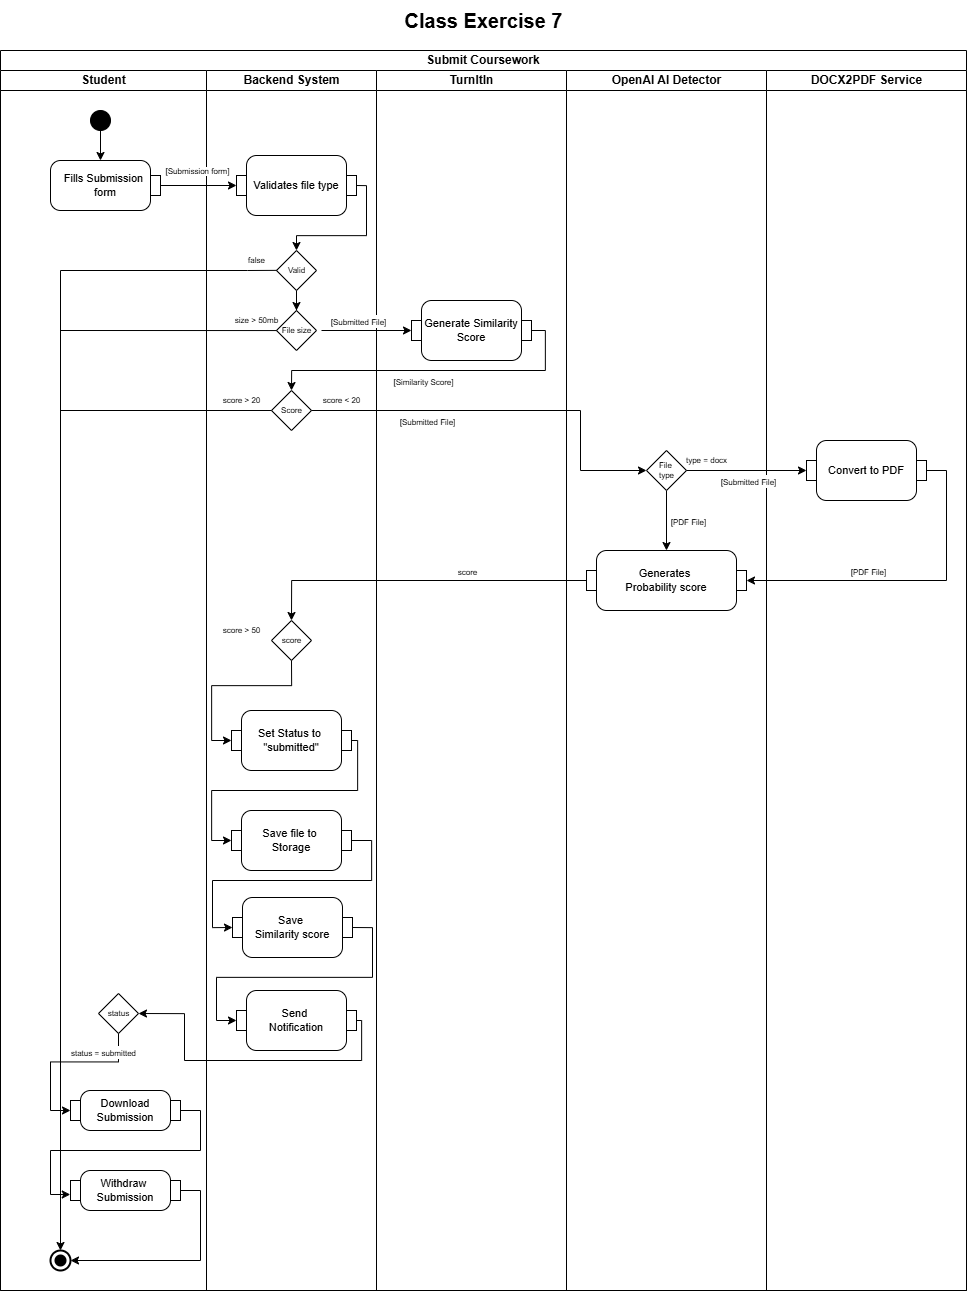 Class Exercise 7
Submit Coursework
Student
Backend System
TurnItIn
OpenAI AI Detector
DOCX2PDF Service
Fills Submission
form
[Submission form]
Validates file type
false
Valid
size > 50mb
File size
[Submitted File]
Generate Similarity
Score
[Similarity Score]
score > 20
Score
score < 20
[Submitted File]
File
type
type = docx
[Submitted File]
Convert to PDF
[PDF File]
Generates
Probability score
[PDF File]
score
score > 50
score
Set Status to
"submitted"
Save file to
Storage
Save
Similarity score
Send
Notification
status
status = submitted
Download
Submission
Withdraw
Submission